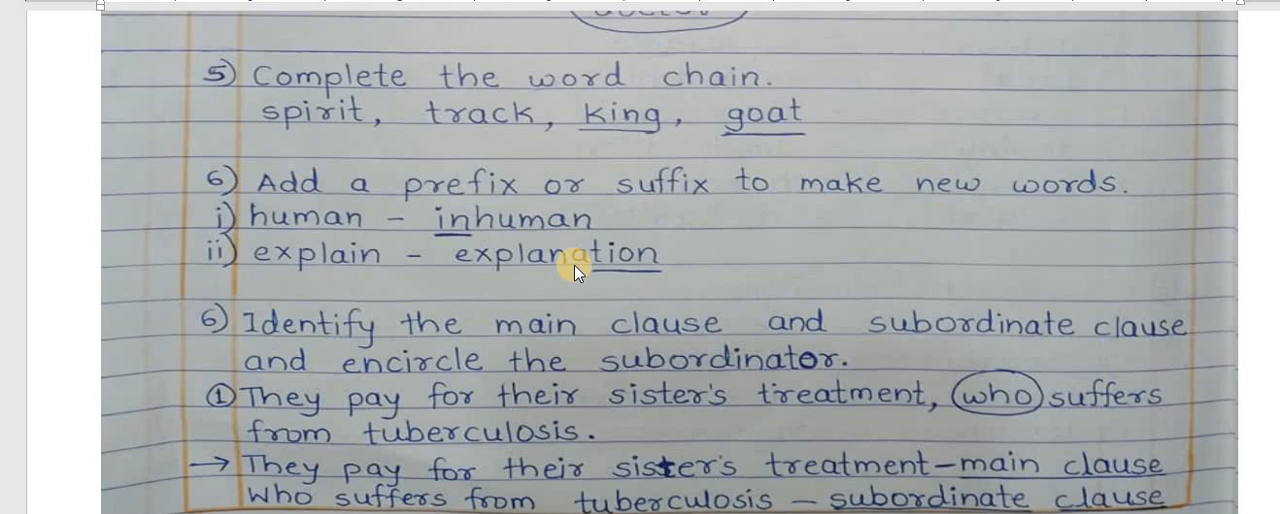 5) Complete the word chain.
spirit, track, king, goat
6) Add a prefix or suffix to make new words.
i) human - inhuman
ii) explain - explanation
6) Identify the main clause and subordinate clause
and encircle the subordinator.
① They pay for their sister's treatment, who suffers
from tuberculosis.
→ They pay for their sister's treatment - main clause
who suffers from tuberculosis - subordinate clause